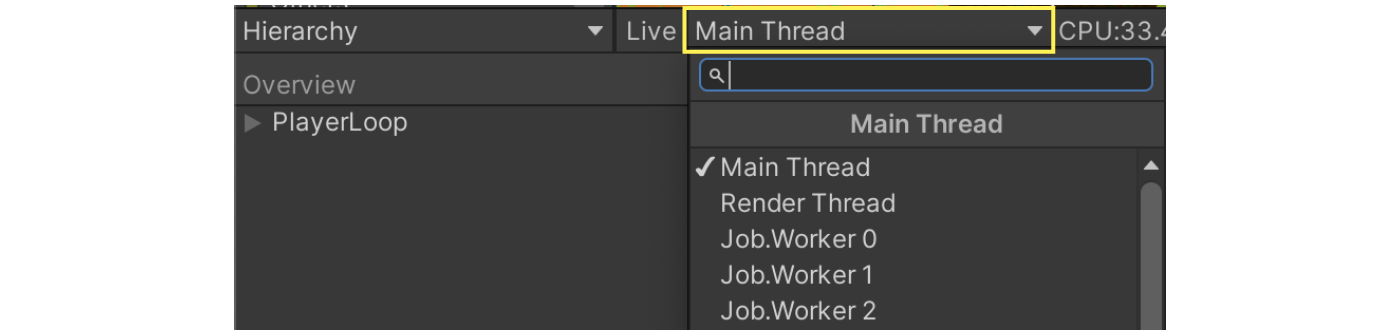 Hierarchy Live Main Thread CPU:33.4
Overview
PlayerLoop
Main Thread
Main Thread
Render Thread
Job.Worker 0
Job.Worker 1
Job.Worker 2